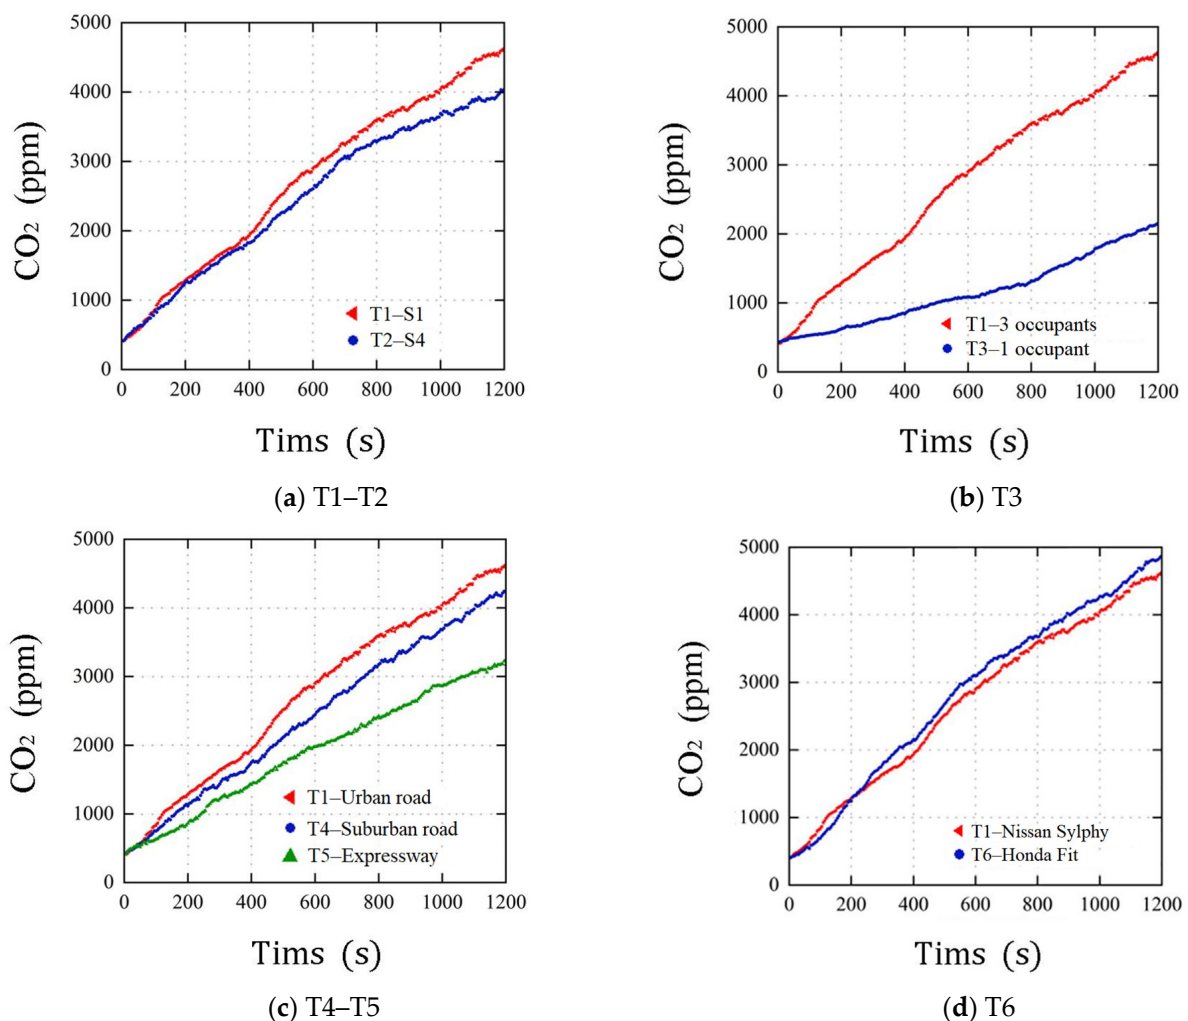 5000
4000
3000
2000
1000
0
CO2 (ppm)
T1–S1
T2–S4
0 200 400 600 800 1000 1200
Tims (s)
(a) T1–T2
5000
4000
3000
2000
1000
0
CO2 (ppm)
T1–3 occupants
T3–1 occupant
0 200 400 600 800 1000 1200
Tims (s)
(b) T3
5000
4000
3000
2000
1000
0
CO2 (ppm)
T1–Urban road
T4–Suburban road
T5–Expressway
0 200 400 600 800 1000 1200
Tims (s)
(c) T4–T5
5000
4000
3000
2000
1000
0
CO2 (ppm)
T1–Nissan Sylphy
T6–Honda Fit
0 200 400 600 800 1000 1200
Tims (s)
(d) T6